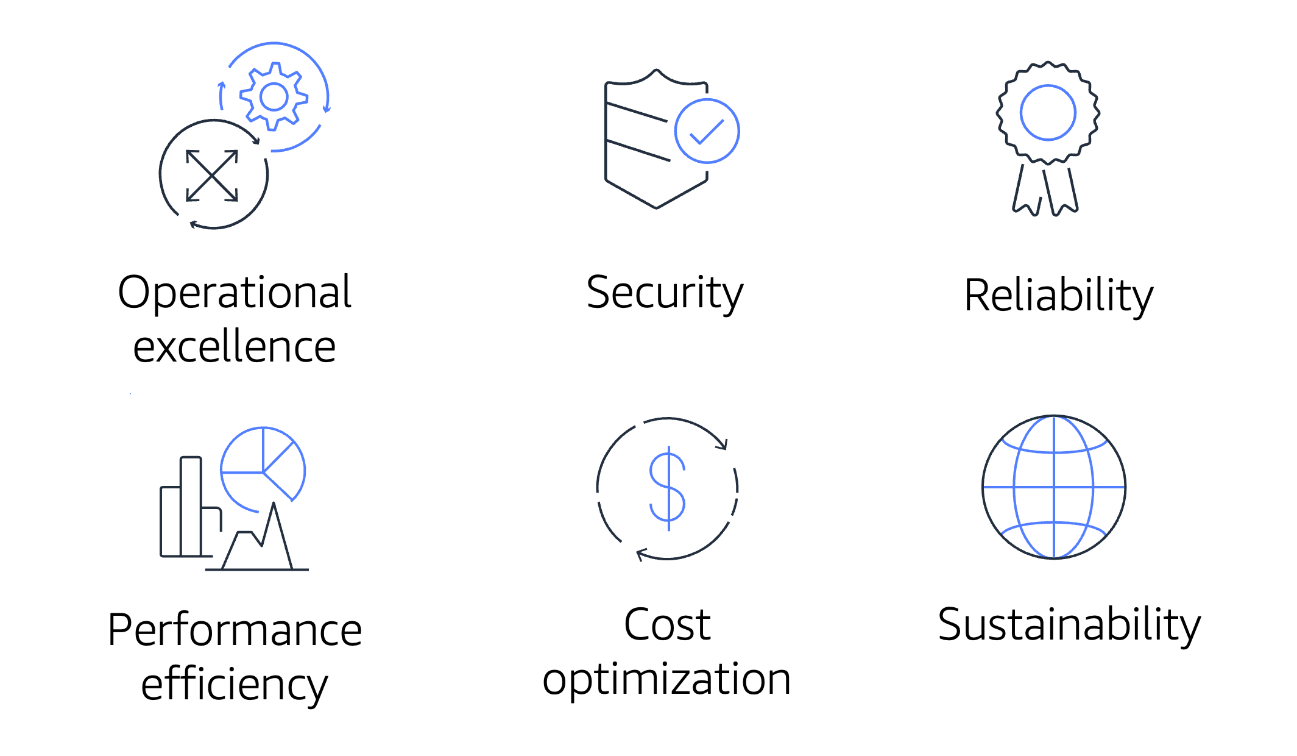 Operational
excellence
Security
Reliability
Performance
efficiency
Cost
optimization
Sustainability